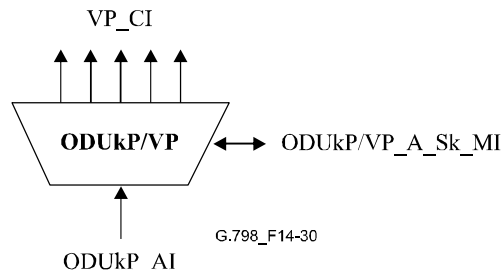 VP_CI
ODUkP/VP
ODUkP/VP_A_Sk_MI
G.798_F14-30
ODUkP_AI